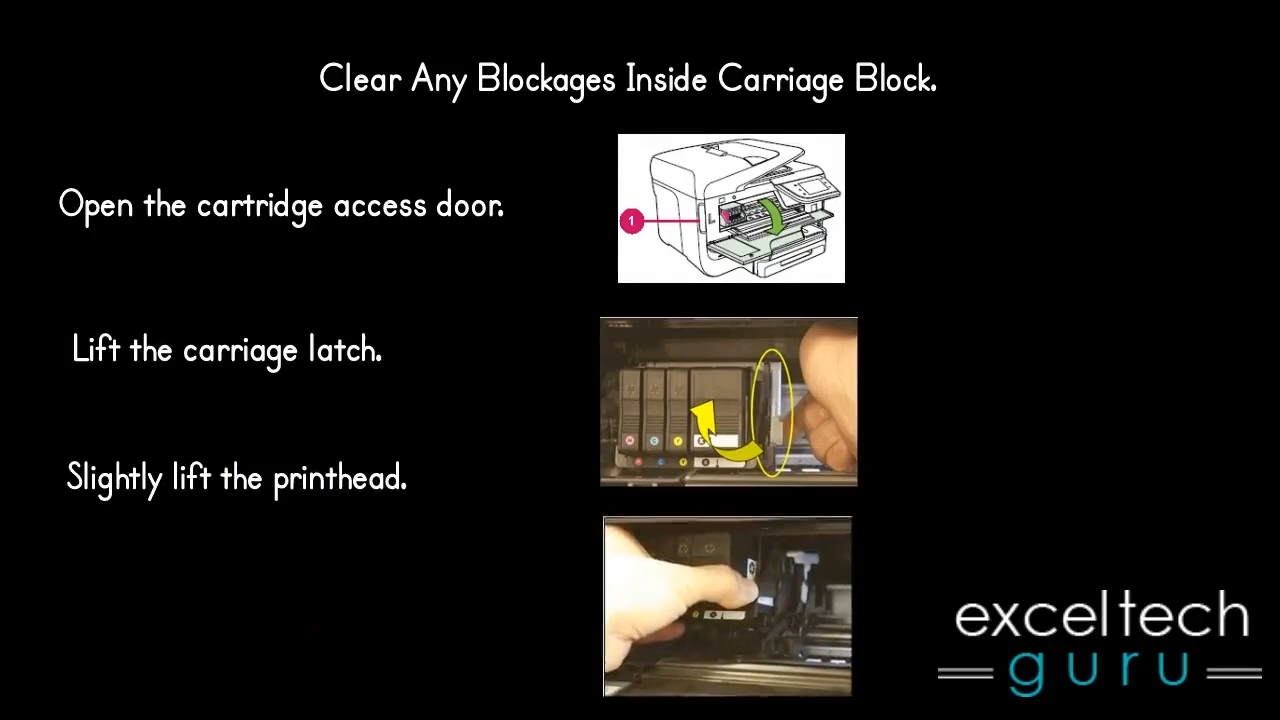 Clear Any Blockages Inside Carriage Block.
Open the cartridge access door.
1
Lift the carriage latch.
M C Y
Slightly lift the printhead.
exceltech
guru